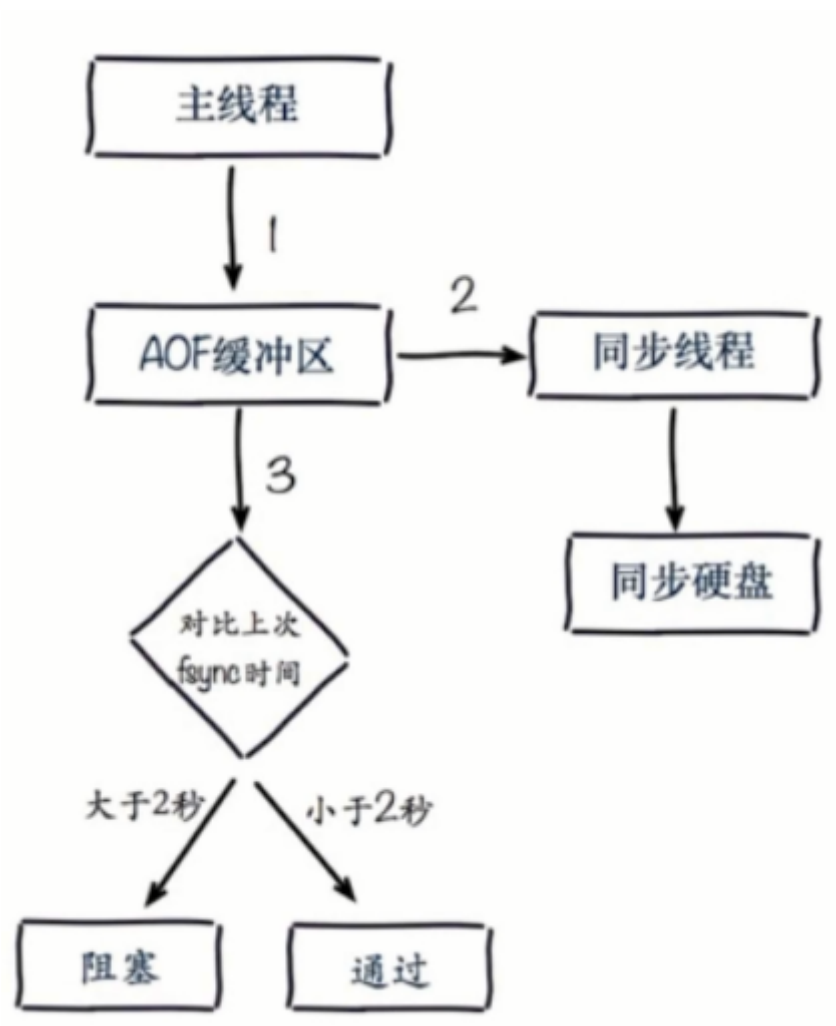 主线程
1
AOF缓冲区
2
同步线程
3
同步硬盘
对比上次
fsync时间
大于2秒
小于2秒
阻塞
通过